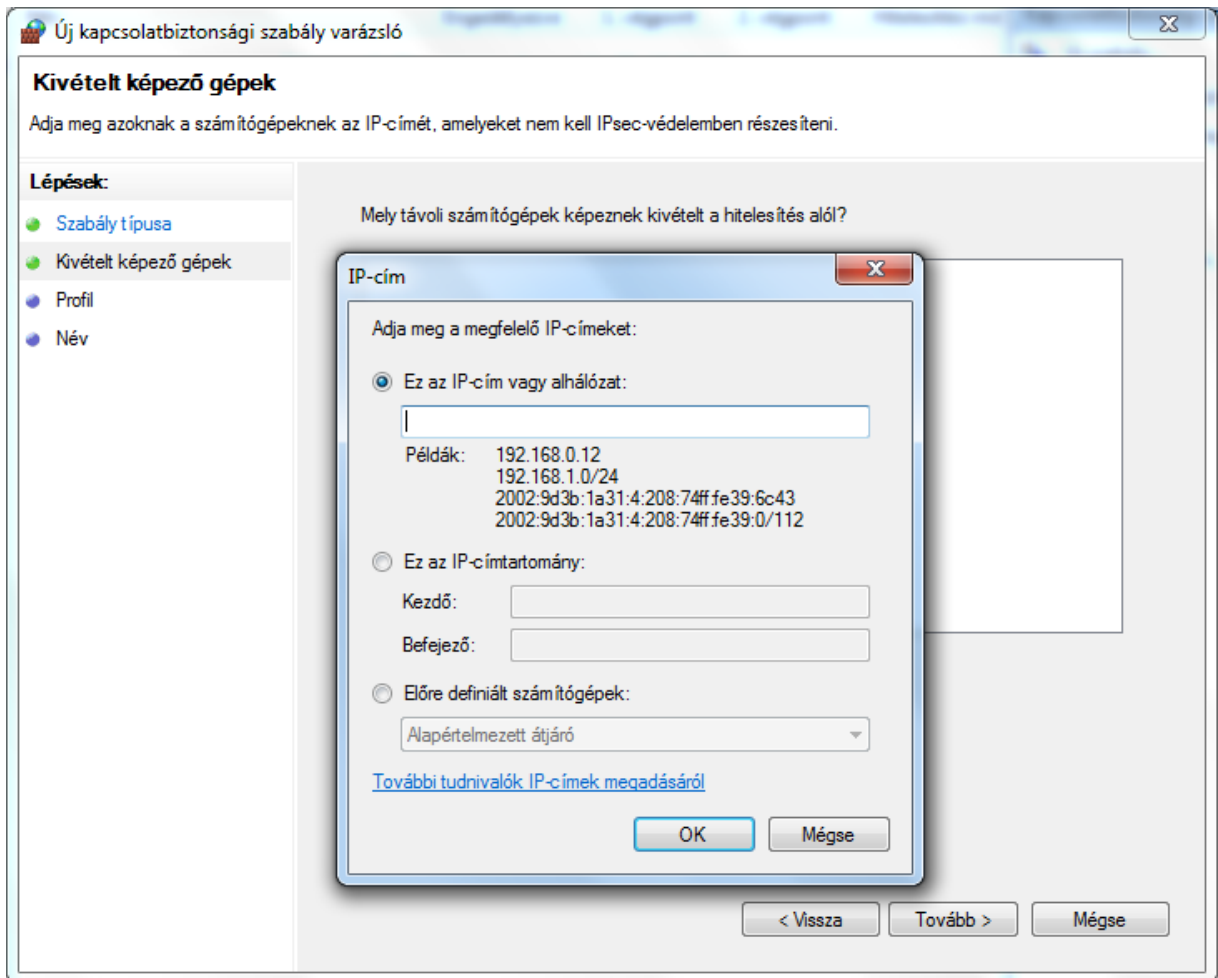 Új kapcsolatbiztonsági szabály varázsló
Kivételt képező gépek
Adja meg azoknak a számítógépeknek az IP-címét, amelyeket nem kell IPsec-védelemben részesíteni.
Lépések:
Szabály típusa
Kivételt képező gépek
Profil
Név
Mely távoli számítógépek képeznek kivételt a hitelesítés alól?
IP-cím
Adja meg a megfelelő IP-címeket:
Ez az IP-cím vagy alhálózat:
Példák: 192.168.0.12
192.168.1.0/24
2002:9d3b:1a31:4:208:74ff:fe39:6c43
2002:9d3b:1a31:4:208:74ff:fe39:0/112
Ez az IP-címtartomány:
Kezdő:
Befejező:
Előre definiált számítógépek:
Alapértelmezett átjáró
További tudnivalók IP-címek megadásáról
OK Mégse
< Vissza Tovább > Mégse